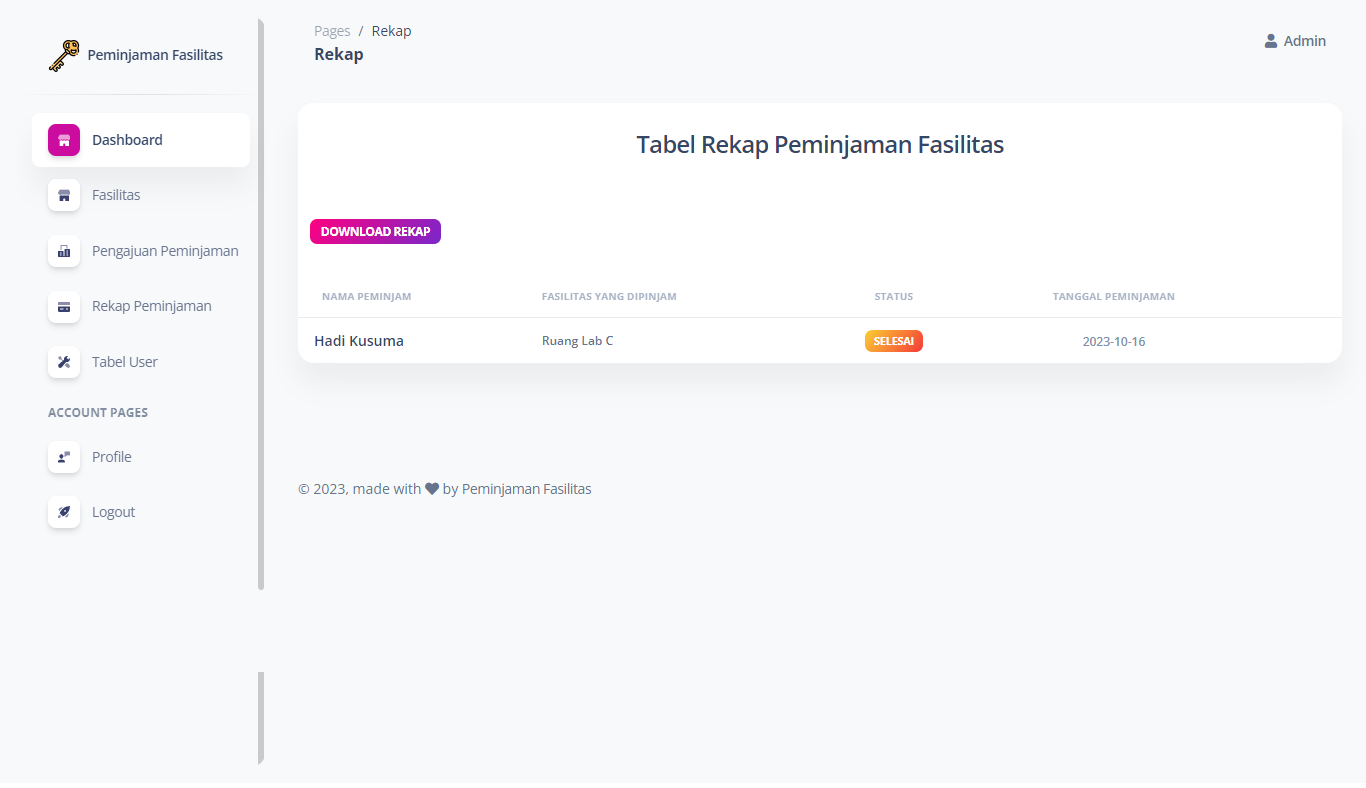 Peminjaman Fasilitas
Dashboard
Fasilitas
Pengajuan Peminjaman
Rekap Peminjaman
Tabel User
ACCOUNT PAGES
Profile
Logout
Pages / Rekap
Rekap
Admin
Tabel Rekap Peminjaman Fasilitas
DOWNLOAD REKAP
NAMA PEMINJAM FASILITAS YANG DIPINJAM STATUS TANGGAL PEMINJAMAN
Hadi Kusuma Ruang Lab C SELESAI 2023-10-16
© 2023, made with ♥ by Peminjaman Fasilitas